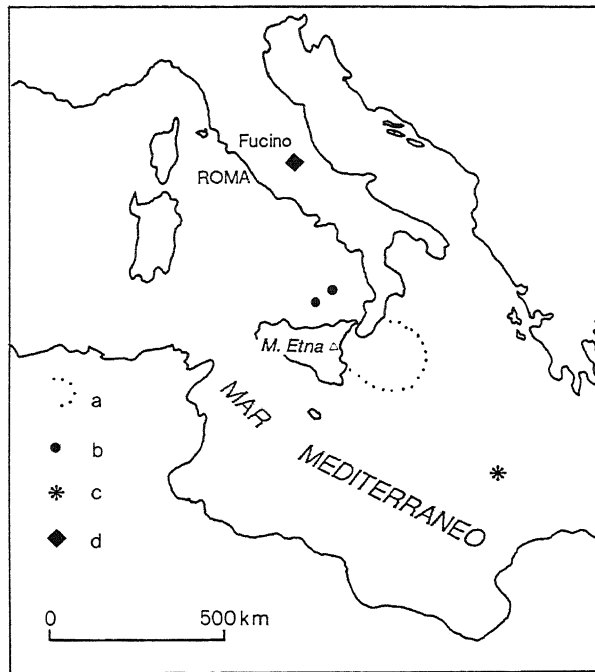 Fucino
ROMA
M. Etna
MAR
MEDITERRANEO
a
b
c
d
0 500 km